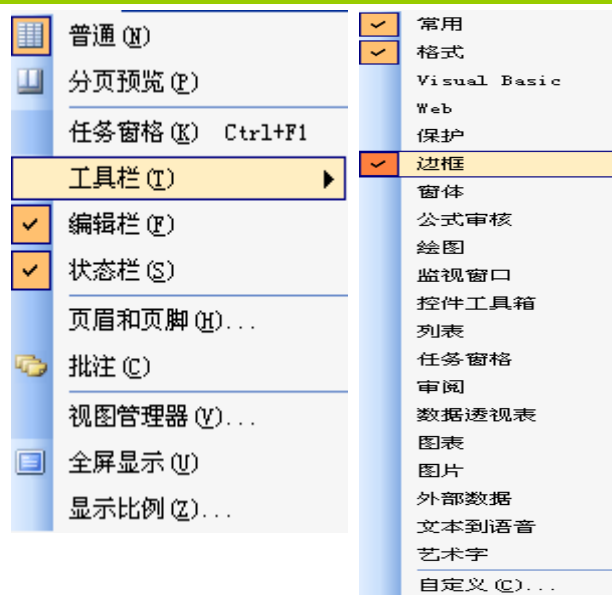 普通(N)
分页预览(P)
任务窗格(K) Ctrl+F1
工具栏(T)
编辑栏(F)
状态栏(S)
页眉和页脚(H)...
批注(C)
视图管理器(V)...
全屏显示(U)
显示比例(Z)...
常用
格式
Visual Basic
Web
保护
边框
窗体
公式审核
绘图
监视窗口
控件工具箱
列表
任务窗格
审阅
数据透视表
图表
图片
外部数据
文本到语音
艺术字
自定义(C)...